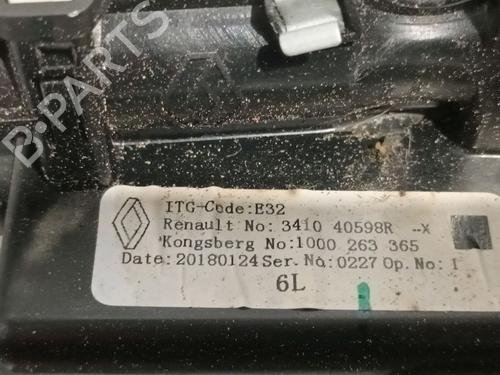 B-PARTS
ITG-Code:E32
Renault No: 3410 40598R --X
Kongsberg No:1000 263 365
Date:20180124 Ser. No:0227 Op. No: 1
6L